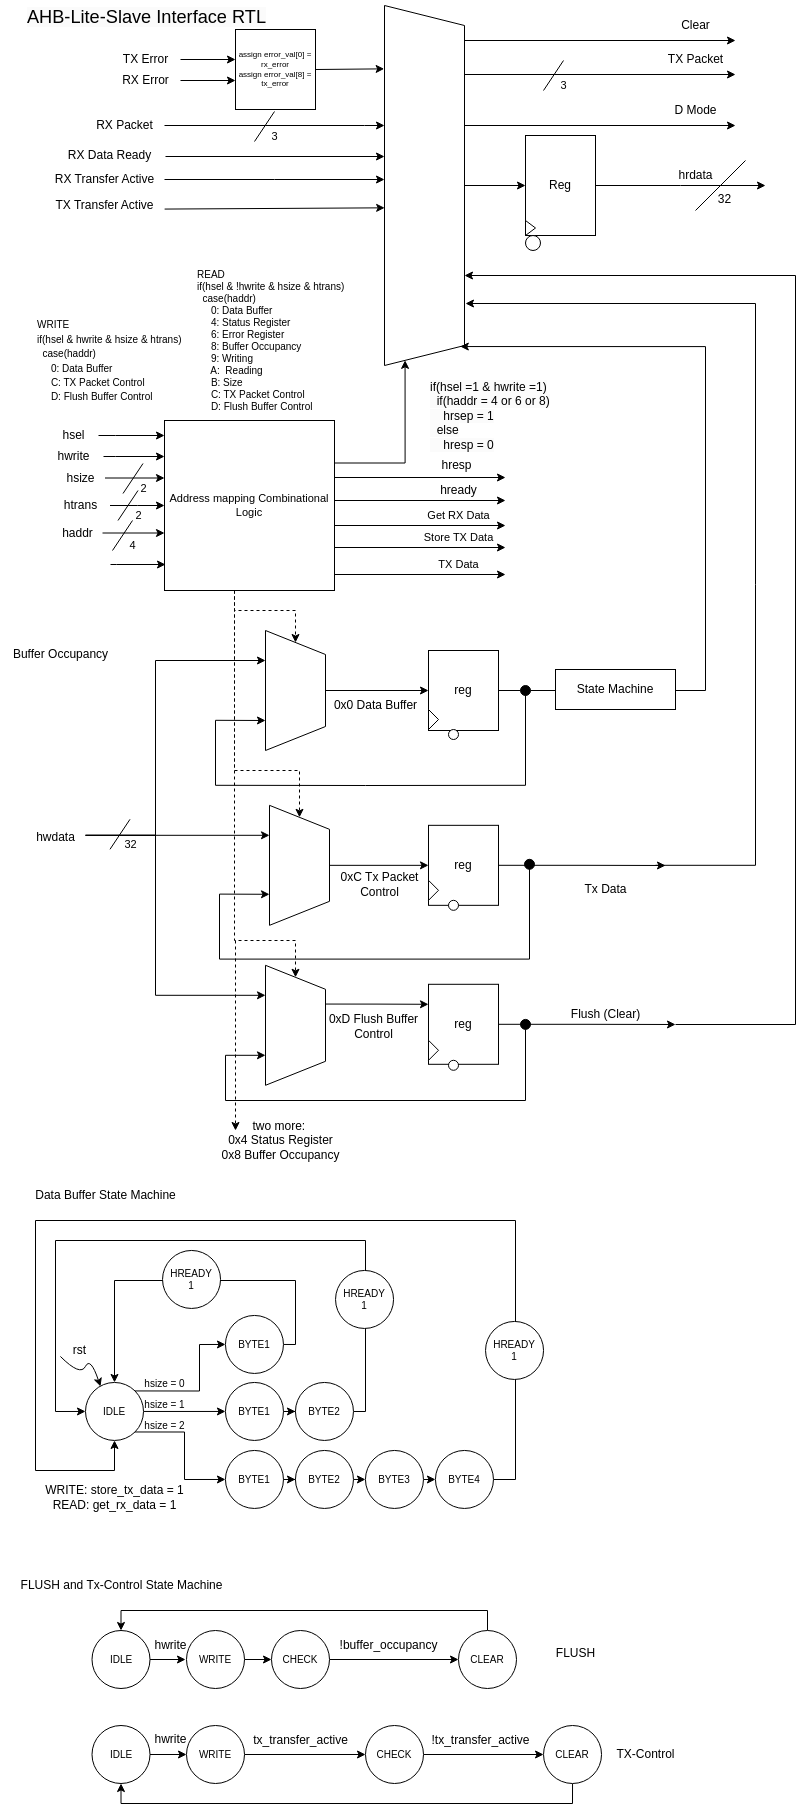 AHB-Lite-Slave Interface RTL
Clear
TX Error
assign error_val[0] =
rx_error
assign error_val[8] =
tx_error
TX Packet
RX Error
3
D Mode
RX Packet
3
RX Data Ready
RX Transfer Active
Reg
hrdata
32
TX Transfer Active
READ
if(hsel & !hwrite & hsize & htrans)
case(haddr)
0: Data Buffer
4: Status Register
6: Error Register
8: Buffer Occupancy
9: Writing
A:  Reading
B: Size
C: TX Packet Control
D: Flush Buffer Control
WRITE
if(hsel & hwrite & hsize & htrans)
case(haddr)
0: Data Buffer
C: TX Packet Control
D: Flush Buffer Control
if(hsel =1 & hwrite =1)
if(haddr = 4 or 6 or 8)
hrsep = 1
else
hresp = 0
hsel
hwrite
hsize
2
htrans
2
haddr
4
Address mapping Combinational
Logic
hresp
hready
Get RX Data
Store TX Data
TX Data
Buffer Occupancy
0x0 Data Buffer
reg
State Machine
hwdata
32
0xC Tx Packet
Control
reg
Tx Data
0xD Flush Buffer
Control
reg
Flush (Clear)
two more:
0x4 Status Register
0x8 Buffer Occupancy
Data Buffer State Machine
HREADY
1
HREADY
1
HREADY
1
rst
BYTE1
hsize = 0
IDLE
hsize = 1
BYTE1
BYTE2
hsize = 2
BYTE1
BYTE2
BYTE3
BYTE4
WRITE: store_tx_data = 1
READ: get_rx_data = 1
FLUSH and Tx-Control State Machine
IDLE
hwrite
WRITE
CHECK
!buffer_occupancy
CLEAR
FLUSH
IDLE
hwrite
WRITE
tx_transfer_active
CHECK
!tx_transfer_active
CLEAR
TX-Control